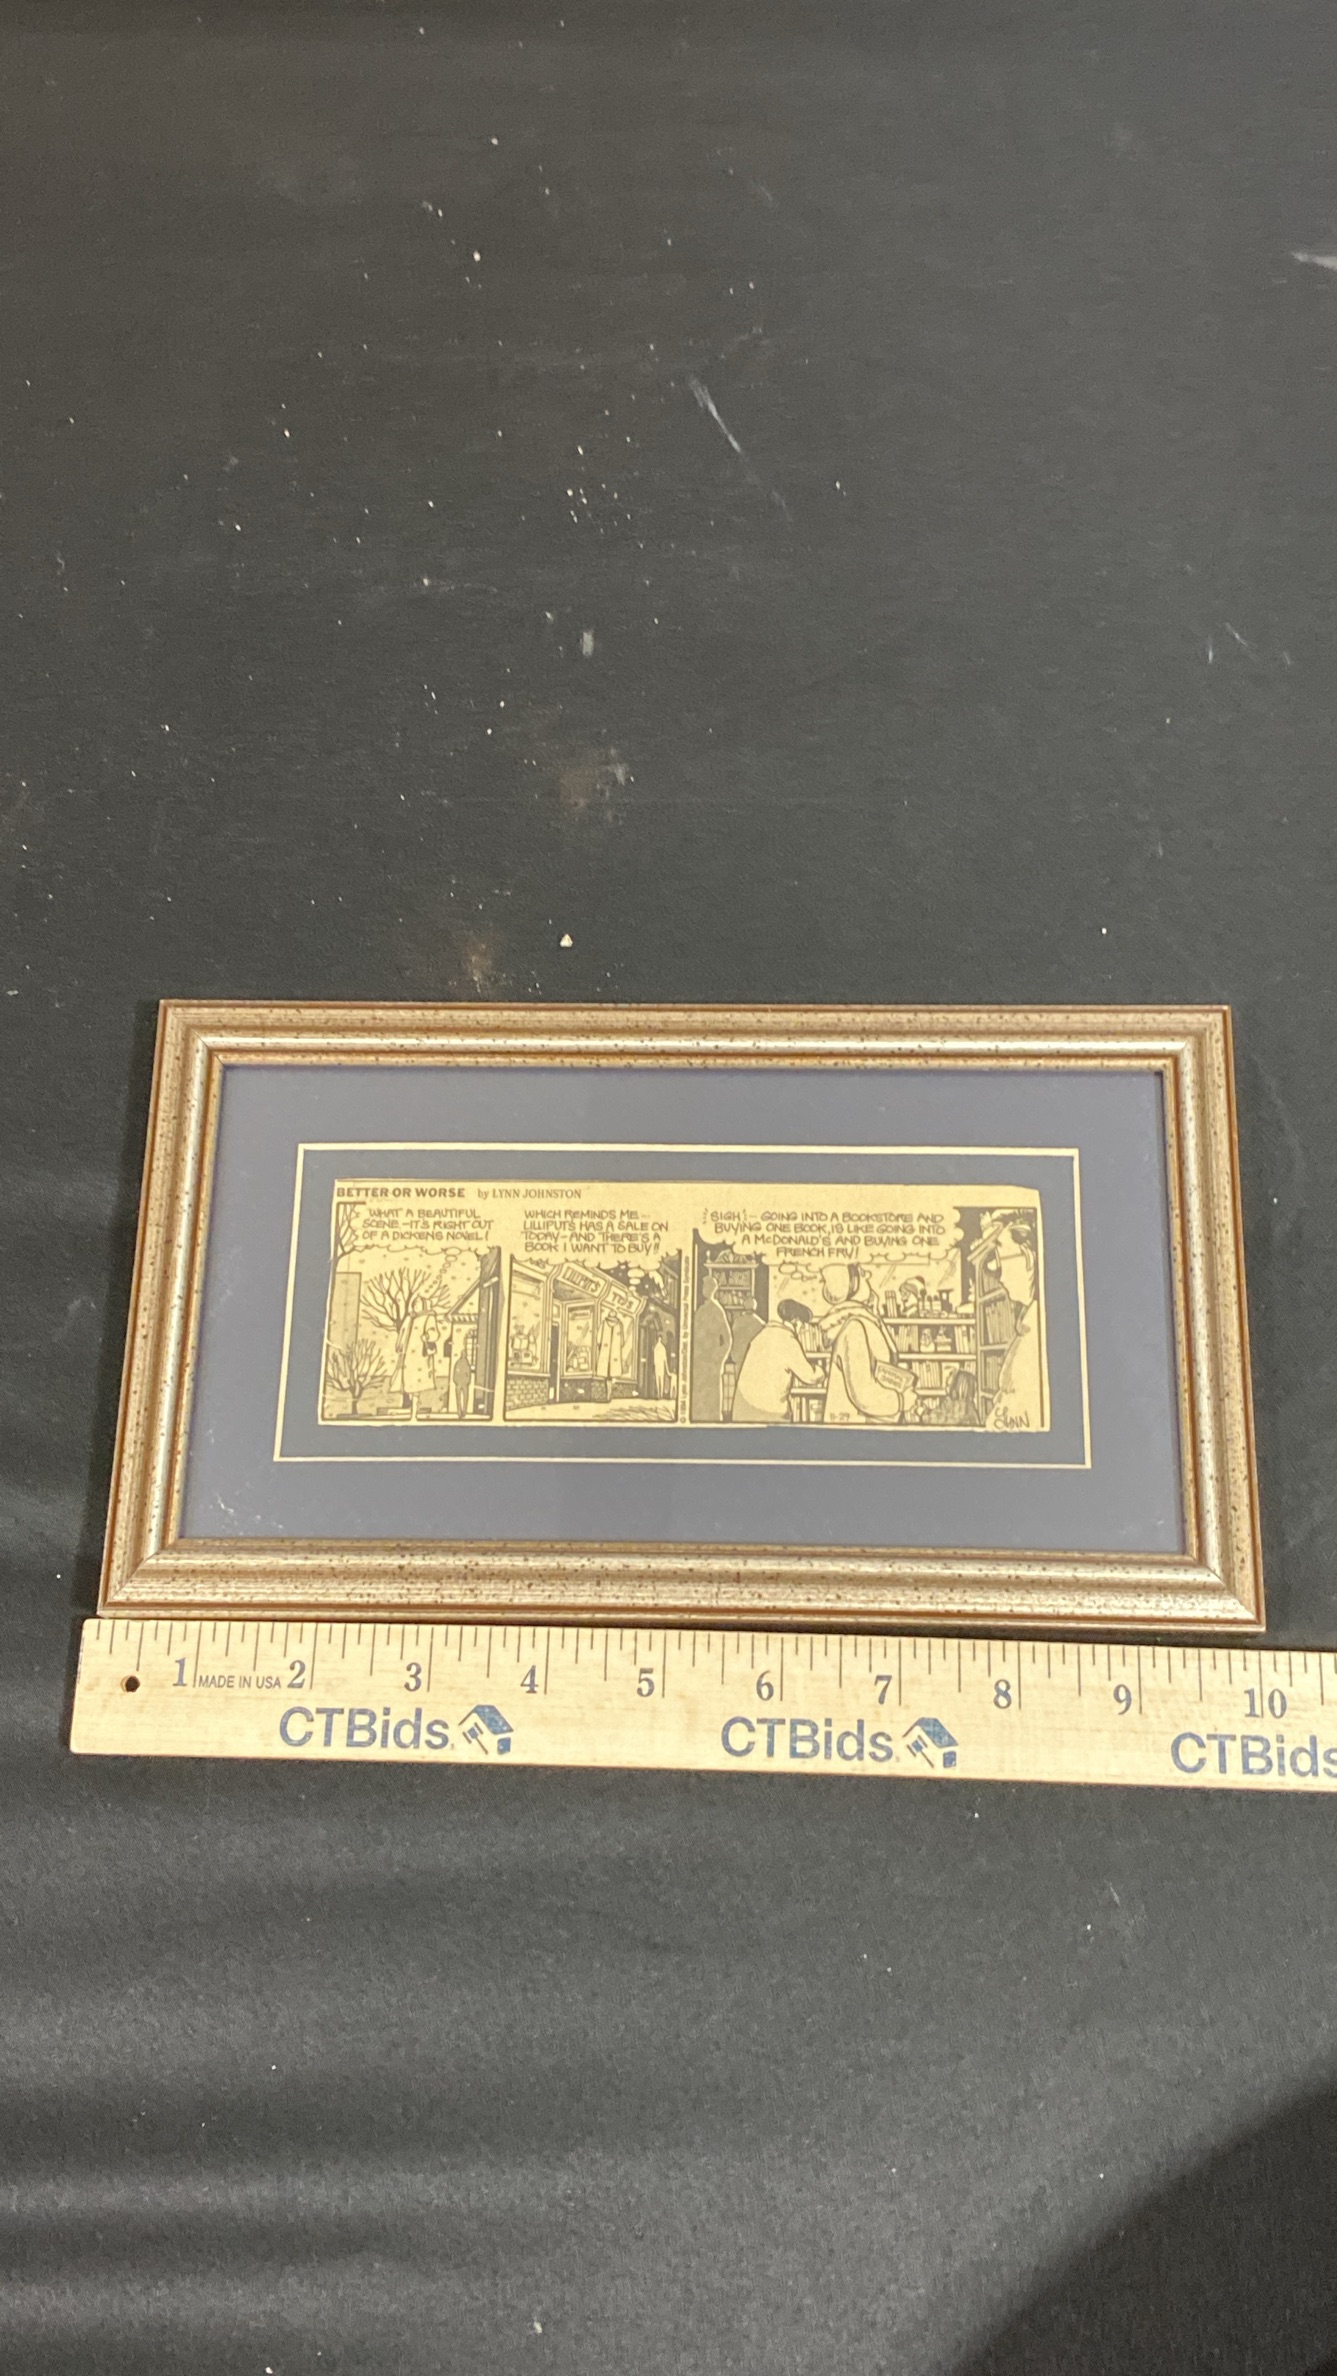 BETTER OR WORSE by LYNN JOHNSTON
WHAT A BEAUTIFUL
SCENE-IT'S RIGHT OUT
OF A DICKENS NOVEL!
WHICH REMINDS ME-
LILLIPUTS HAS A SALE ON
TODAY-AND THERE'S A
BOOK I WANT TO BUY!!
SIGH!-GOING INTO A BOOKSTORE AND
BUYING ONE BOOK, IS LIKE GOING INTO
A McDONALD'S AND BUYING ONE
FRENCH FRY!
11-29
LYNN
1 MADE IN USA 2 3 4 5 6 7 8 9 10
CTBids CTBids CTBids